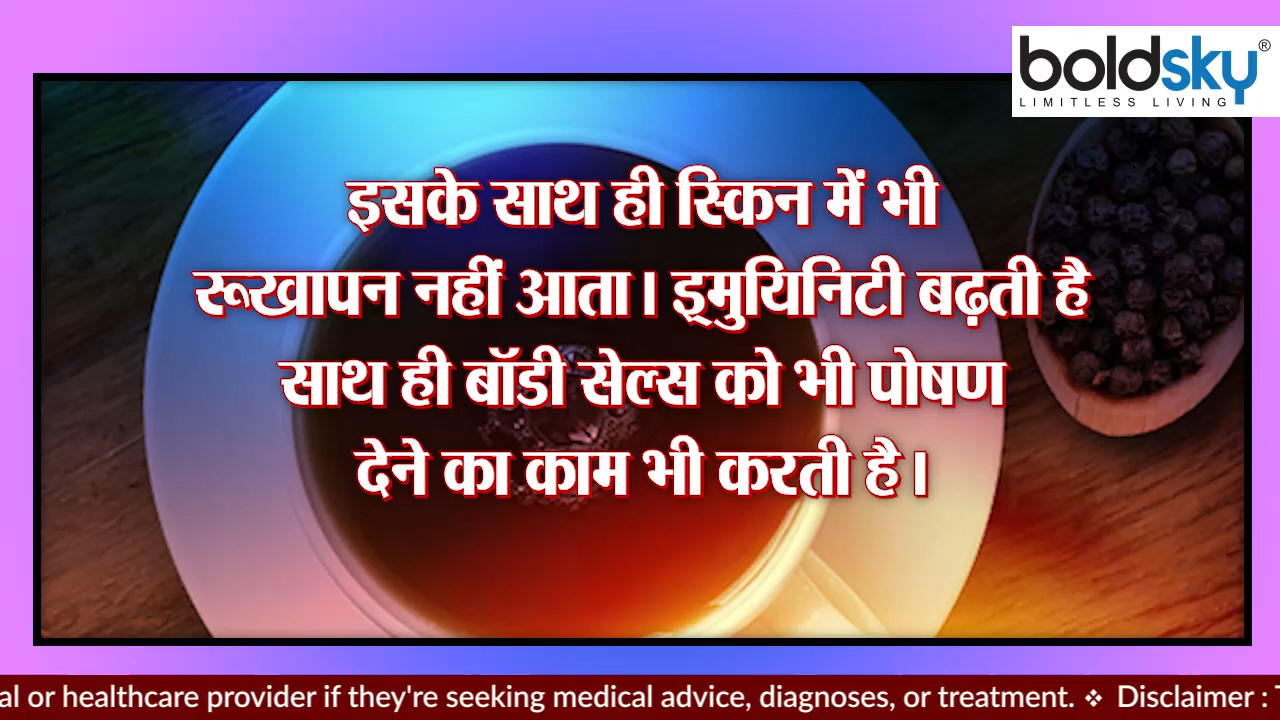 boldsky®
LIMITLESS LIVING
इसके साथ ही स्किन में भी
रूखापन नहीं आता। इ्मुयिनिटी बढ़ती है
साथ ही बॉडी सेल्स को भी पोषण
देने का काम भी करती है।
al or healthcare provider if they're seeking medical advice, diagnoses, or treatment. ❖ Disclaimer :